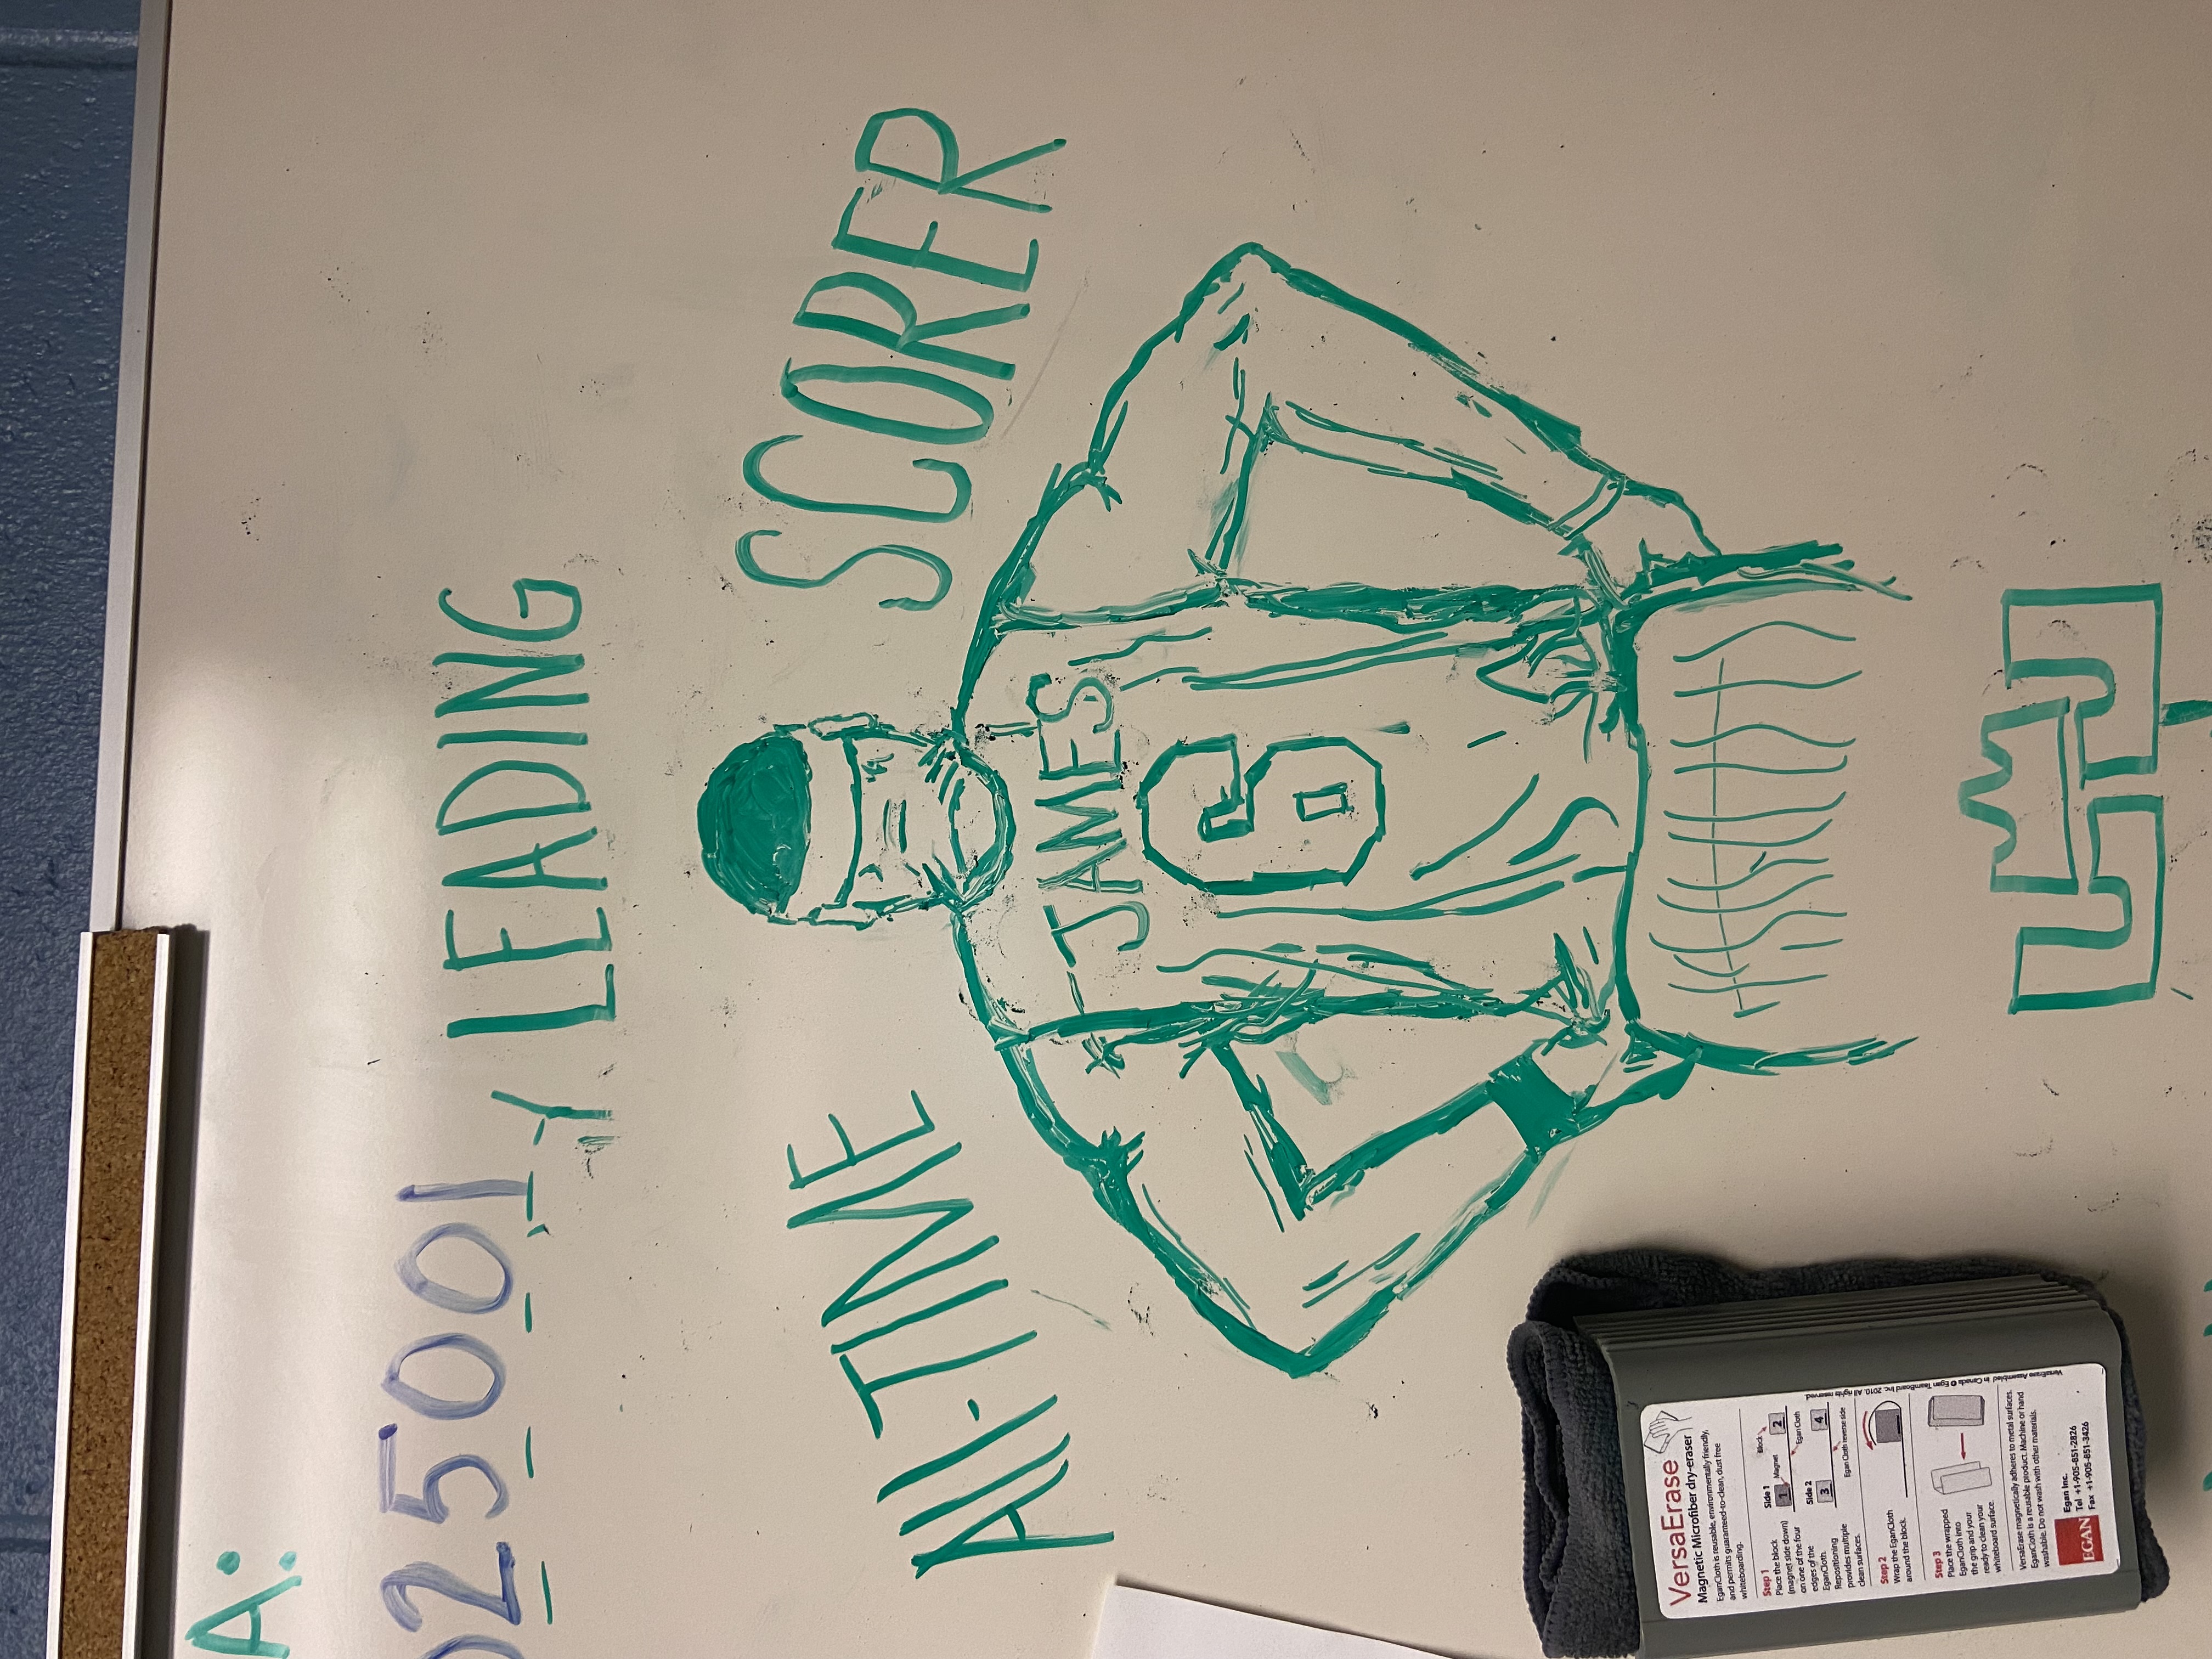 A:
25001
Y LEADING
All-TIME
SCORER
JAMES
6
VersaErase
Magnetic Microfiber dry-eraser
EganCloth is reusable, environmentally friendly,
and permits guaranteed-to-clean, dust free
whiteboarding.
Step 1
Place the block
(magnet side down)
on one of the four
edges of the
EganCloth.
Repositioning
provides multiple
clean surfaces.
Side 1
Block
1
Magnet
2
Egan Cloth
Side 2
3
4
Egan Cloth reverse side
Step 2
Wrap the EganCloth
around the block.
Step 3
Place the wrapped
EganCloth into
the grip and your
ready to clean your
whiteboard surface.
VersaErase magnetically adheres to metal surfaces.
EganCloth is a reusable product. Machine or hand
washable. Do not wash with other materials.
EGAN
Egan Inc.
Tel +1-905-851-2826
Fax +1-905-851-3426
VersaErase Assembled in Canada © Egan TeamBoard Inc. 2010. All rights reserved.